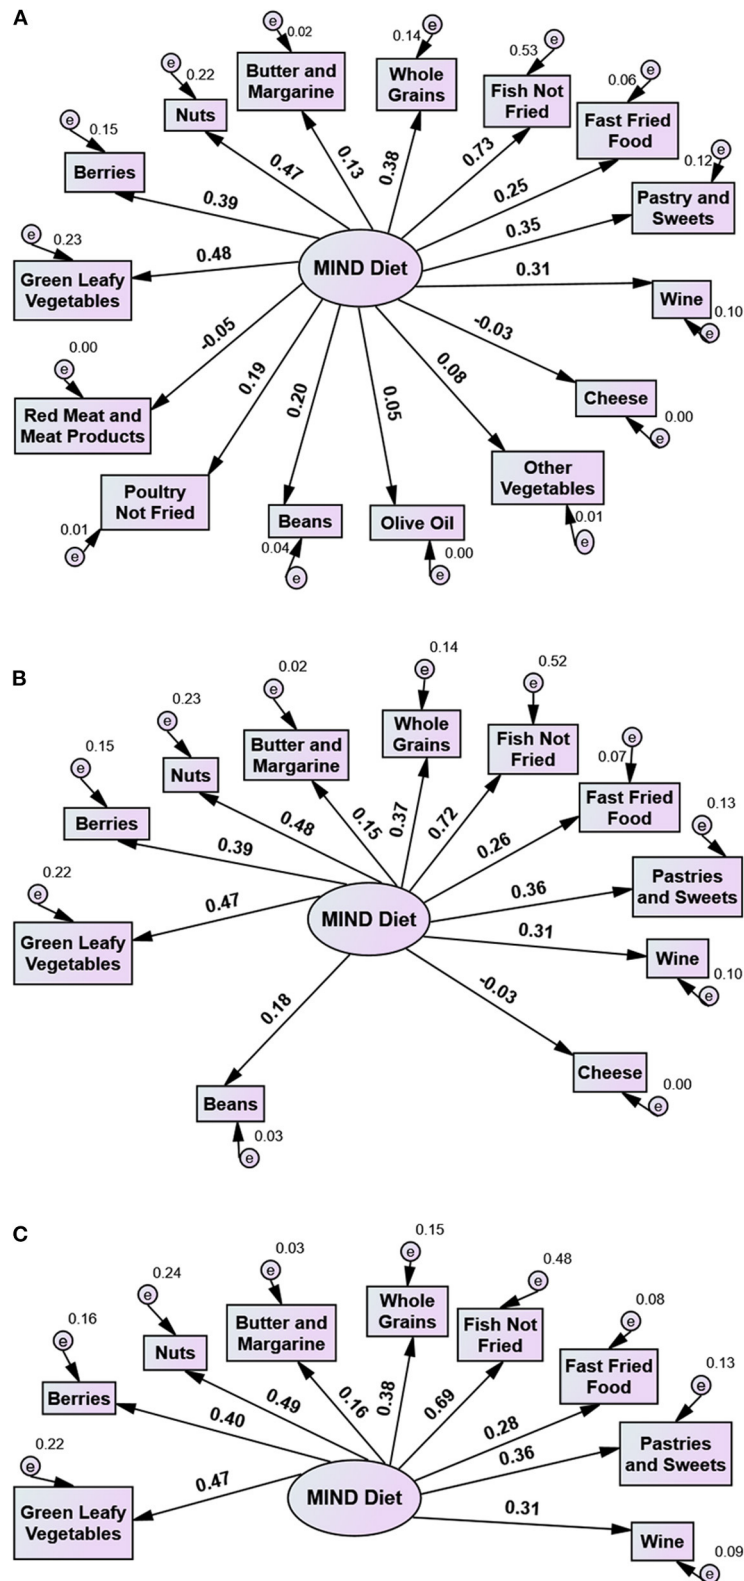 A
e
0.02
e
0.14
e
0.53
e
0.22
e
0.06
Butter and
Margarine
Whole
Grains
Fish Not
Fried
Fast Fried
Food
Nuts
e
0.15
e
0.12
Berries
0.47
0.13
0.38
0.73
0.25
Pastry and
Sweets
0.39
0.35
e
0.23
0.48
MIND Diet
0.31
Green Leafy
Vegetables
Wine
0.10
e
-0.05
-0.03
0.00
e
0.19
0.20
0.05
0.08
Cheese
0.00
e
Red Meat and
Meat Products
Other
Vegetables
Poultry
Not Fried
Beans
Olive Oil
0.01
0.01
e
0.04
0.00
e
e
e
e
B
0.14
e
0.52
e
0.02
e
0.23
e
Whole
Grains
Fish Not
Fried
e
0.07
Butter and
Margarine
0.15
e
Nuts
Fast Fried
Food
0.13
e
Berries
0.48
0.15
0.37
0.72
0.26
0.39
Pastries
and Sweets
0.22
e
0.47
MIND Diet
0.36
0.31
Green Leafy
Vegetables
Wine
0.10
e
0.18
-0.03
Cheese
0.00
e
Beans
0.03
e
C
0.15
e
0.03
e
0.48
e
0.24
e
Whole
Grains
0.16
e
Butter and
Margarine
Fish Not
Fried
0.08
e
Nuts
Fast Fried
Food
0.13
e
Berries
0.49
0.16
0.38
0.69
0.28
0.40
Pastries
and Sweets
0.22
e
0.47
MIND Diet
0.36
0.31
Green Leafy
Vegetables
Wine
0.09
e